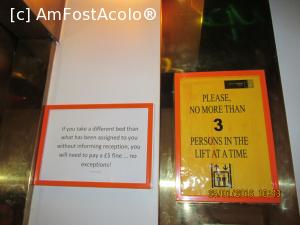 [c] AmFostAcolo®
If you take a different bed than
what has been assigned to you
without informing reception, you
will need to pay a £5 fine ... no
exceptions!
PLEASE,
NO MORE THAN
3
PERSONS IN THE
LIFT AT A TIME